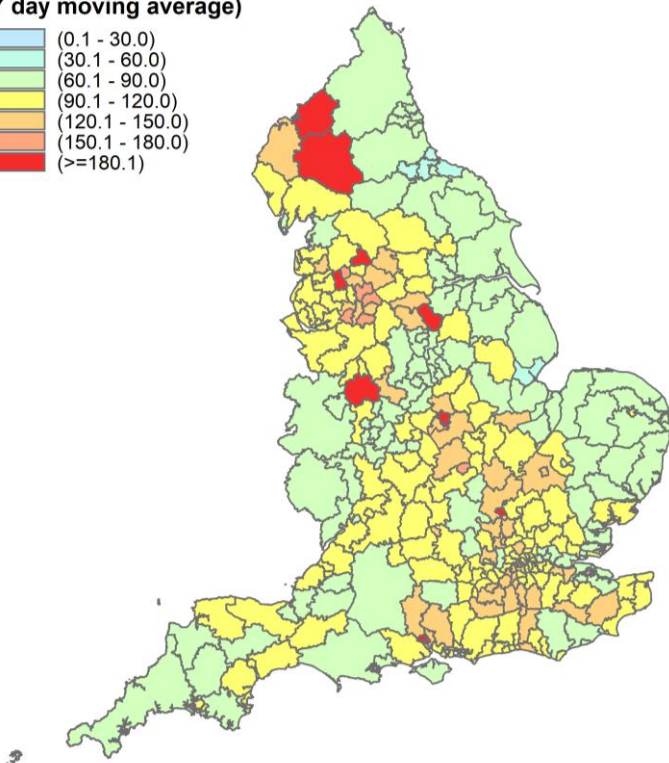 day moving average)
(0.1 - 30.0)
(30.1 - 60.0)
(60.1 - 90.0)
(90.1 - 120.0)
(120.1 - 150.0)
(150.1 - 180.0)
(>=180.1)